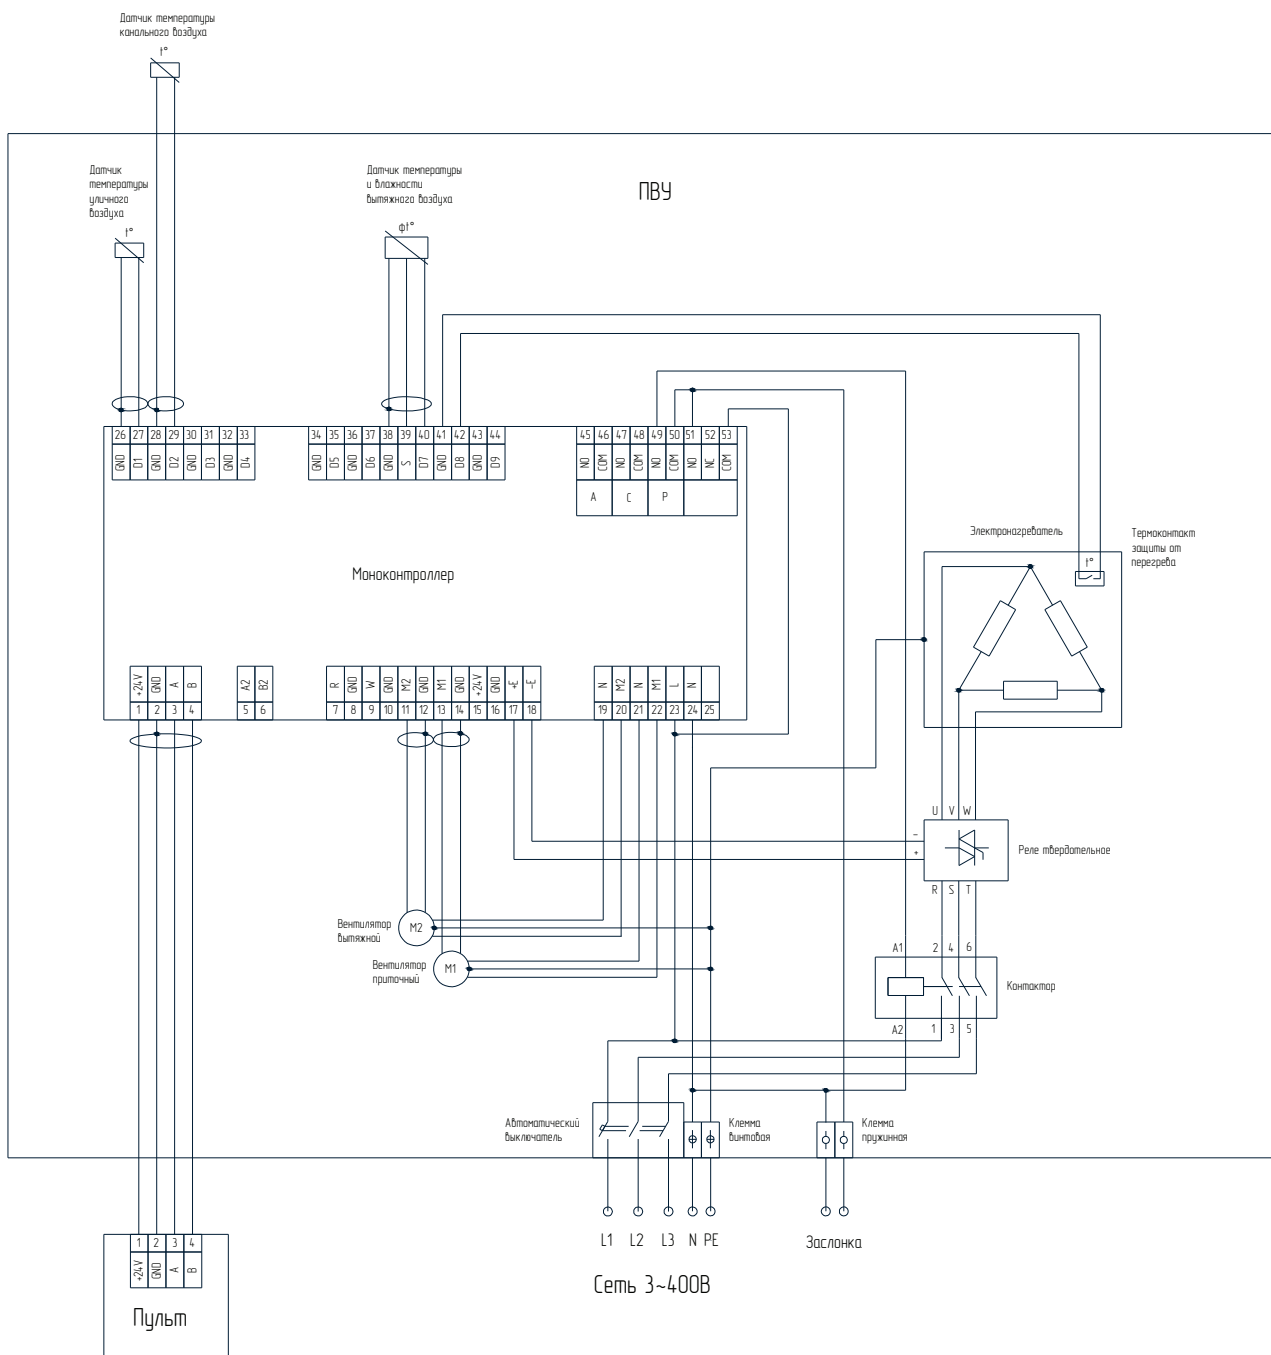 Датчик температуры
канального воздуха
t°
Датчик
температуры
уличного
воздуха
t°
Датчик температуры
и влажности
вытяжного воздуха
φt°
ПВУ
26 27 28 29 30 31 32 33
GND D1 GND D2 GND D3 GND D4
34 35 36 37 38 39 40 41 42 43 44
GND D5 GND D6 GND S D7 GND D8 GND D9
45 46 47 48 49 50 51 52 53
NO COM NO COM NO COM NO NC COM
A C P
Электронагреватель
Термоконтакт
защиты от
перегрева
t°
Моноконтроллер
+24V GND A B
1 2 3 4
A2 B2
5 6
R GND W GND M2 GND M1 GND +24V GND +E -E
7 8 9 10 11 12 13 14 15 16 17 18
N M2 N M1 L N
19 20 21 22 23 24 25
U V W
-
+
Реле твердотельное
R S T
Вентилятор
вытяжной
M2
Вентилятор
приточный
M1
A1 2 4 6
Контактор
A2 1 3 5
Автоматический
выключатель
Клемма
винтовая
Клемма
пружинная
L1 L2 L3 N PE
Заслонка
Сеть 3~400В
1 2 3 4
+24V GND A B
Пульт